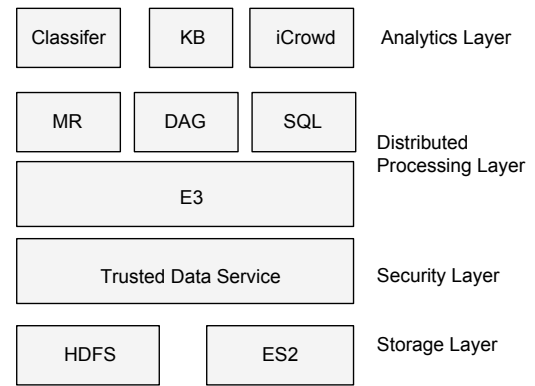 Classifer
KB
iCrowd
Analytics Layer
MR
DAG
SQL
Distributed
Processing Layer
E3
Trusted Data Service
Security Layer
HDFS
ES2
Storage Layer